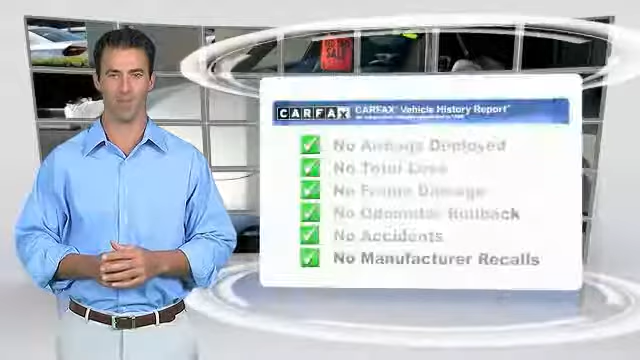 SALE
CARFAX CARFAX Vehicle History Report
No Airbags Deployed
No Total Loss
No Frame Damage
No Odometer Rollback
No Accidents
No Manufacturer Recalls